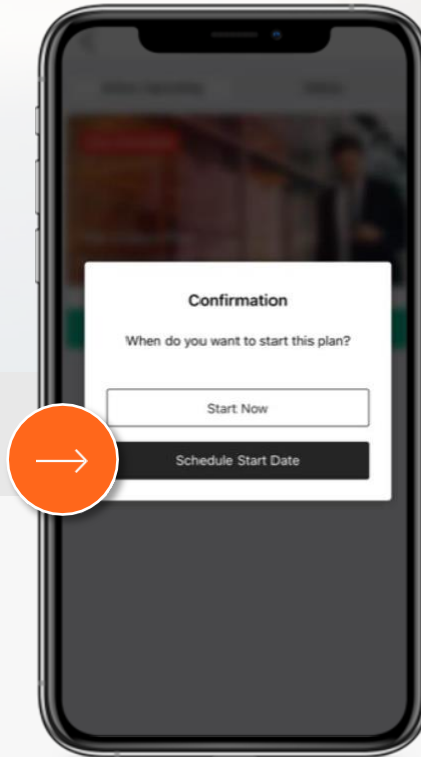 Confirmation
When do you want to start this plan?
Start Now
Schedule Start Date